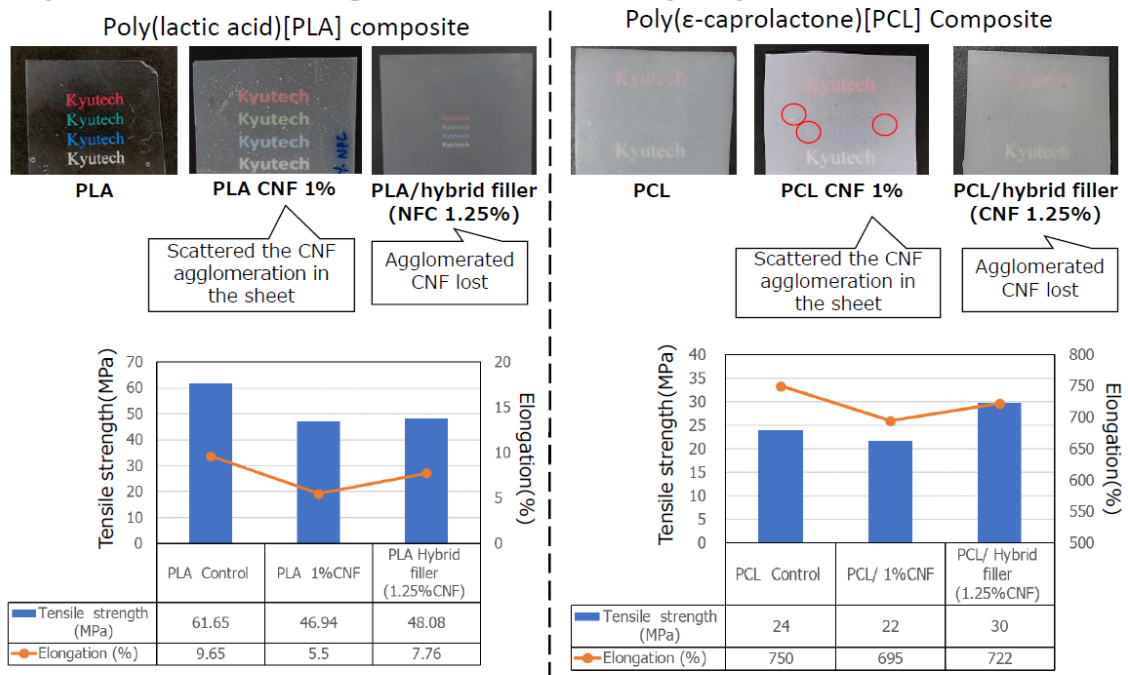 Poly(lactic acid)[PLA] composite
Kyutech
Kyutech
Kyutech
Kyutech
Kyutech
Kyutech
Kyutech
Kyutech
Kyutech
Kyutech
Kyutech
Kyutech
% NFC
PLA
PLA CNF 1%
PLA/hybrid filler
(NFC 1.25%)
Scattered the CNF
agglomeration in
the sheet
Agglomerated
CNF lost
Tensile strength(MPa)
70
60
50
40
30
20
10
0
20
15
10
5
0
Elongation(%)
PLA Control
PLA 1%CNF
PLA Hybrid
filler
(1.25%CNF)
Tensile strength
(MPa)
61.65
46.94
48.08
Elongation (%)
9.65
5.5
7.76
Poly(ε-caprolactone)[PCL] Composite
Kyutech
Kyutech
Kyutech
Kyutech
Kyutech
Kyutech
PCL
PCL CNF 1%
PCL/hybrid filler
(CNF 1.25%)
Scattered the CNF
agglomeration in
the sheet
Agglomerated
CNF lost
Tensile strength(MPa)
40
35
30
25
20
15
10
5
0
800
750
700
650
600
550
500
Elongation(%)
PCL Control
PCL/ 1%CNF
PCL/ Hybrid
filler
(1.25%CNF)
Tensile strength
(MPa)
24
22
30
Elongation (%)
750
695
722